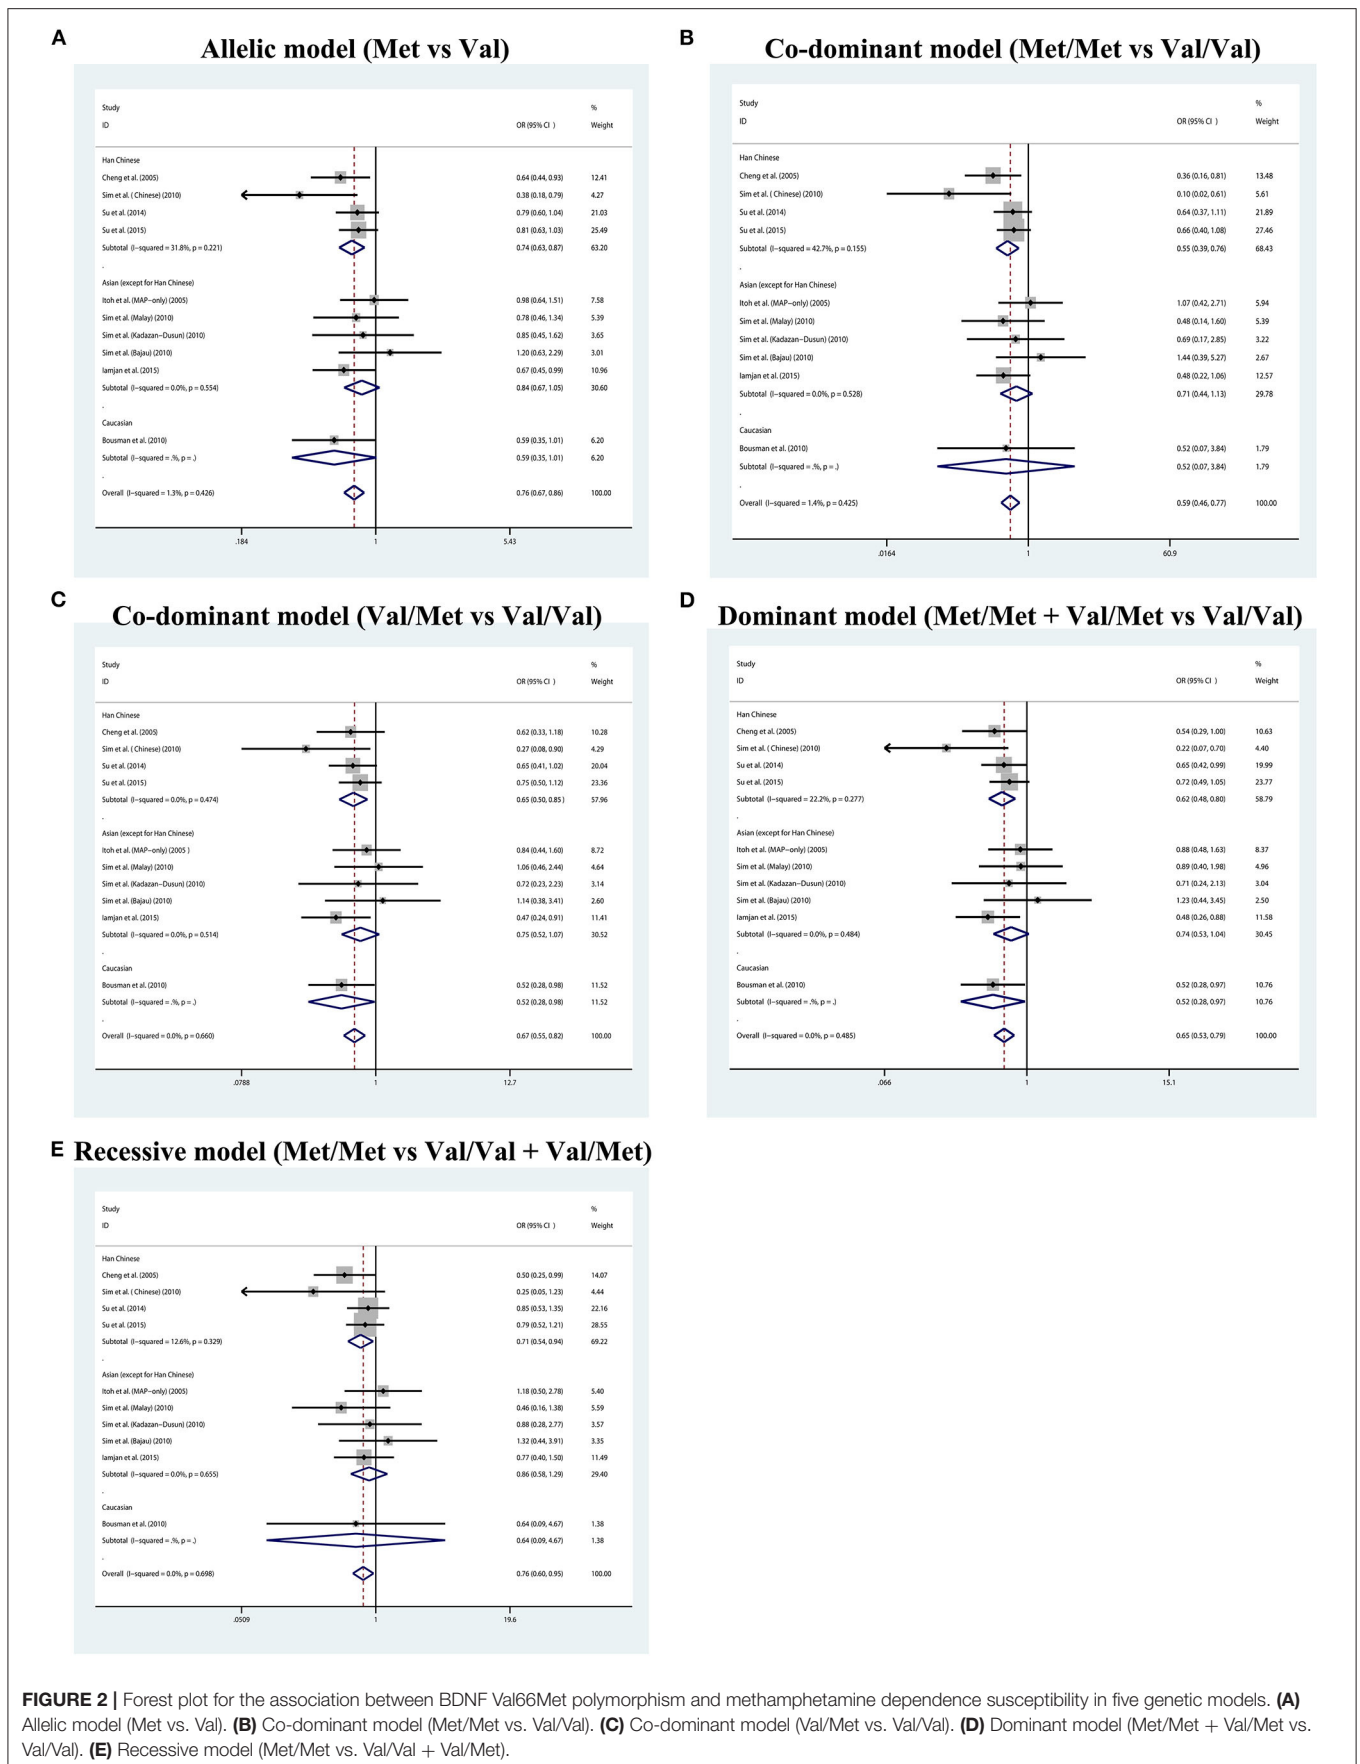 A Allelic model (Met vs Val)
Study %
ID OR (95% CI ) Weight
Han Chinese
Cheng et al. (2005) 0.64 (0.44, 0.93) 12.41
Sim et al. ( Chinese) (2010) 0.38 (0.18, 0.79) 4.27
Su et al. (2014) 0.79 (0.60, 1.04) 21.03
Su et al. (2015) 0.81 (0.63, 1.03) 25.49
Subtotal (I−squared = 31.8%, p = 0.221) 0.74 (0.63, 0.87) 63.20
.
Asian (except for Han Chinese)
Itoh et al. (MAP−only) (2005) 0.98 (0.64, 1.51) 7.58
Sim et al. (Malay) (2010) 0.78 (0.46, 1.34) 5.39
Sim et al. (Kadazan−Dusun) (2010) 0.85 (0.45, 1.62) 3.65
Sim et al. (Bajau) (2010) 1.20 (0.63, 2.29) 3.01
Iamjan et al. (2015) 0.67 (0.45, 0.99) 10.96
Subtotal (I−squared = 0.0%, p = 0.554) 0.84 (0.67, 1.05) 30.60
.
Caucasian
Bousman et al. (2010) 0.59 (0.35, 1.01) 6.20
Subtotal (I−squared = .%, p = .) 0.59 (0.35, 1.01) 6.20
.
Overall (I−squared = 1.3%, p = 0.426) 0.76 (0.67, 0.86) 100.00
.184 1 5.43
B Co-dominant model (Met/Met vs Val/Val)
Study %
ID OR (95% CI ) Weight
Han Chinese
Cheng et al. (2005) 0.36 (0.16, 0.81) 13.48
Sim et al. ( Chinese) (2010) 0.10 (0.02, 0.61) 5.61
Su et al. (2014) 0.64 (0.37, 1.11) 21.89
Su et al. (2015) 0.66 (0.40, 1.08) 27.46
Subtotal (I−squared = 42.7%, p = 0.155) 0.55 (0.39, 0.76) 68.43
.
Asian (except for Han Chinese)
Itoh et al. (MAP−only) (2005) 1.07 (0.42, 2.71) 5.94
Sim et al. (Malay) (2010) 0.48 (0.14, 1.60) 5.39
Sim et al. (Kadazan−Dusun) (2010) 0.69 (0.17, 2.85) 3.22
Sim et al. (Bajau) (2010) 1.44 (0.39, 5.27) 2.67
Iamjan et al. (2015) 0.48 (0.22, 1.06) 12.57
Subtotal (I−squared = 0.0%, p = 0.528) 0.71 (0.44, 1.13) 29.78
.
Caucasian
Bousman et al. (2010) 0.52 (0.07, 3.84) 1.79
Subtotal (I−squared = .%, p = .) 0.52 (0.07, 3.84) 1.79
.
Overall (I−squared = 1.4%, p = 0.425) 0.59 (0.46, 0.77) 100.00
.0164 1 60.9
C Co-dominant model (Val/Met vs Val/Val)
Study %
ID OR (95% CI ) Weight
Han Chinese
Cheng et al. (2005) 0.62 (0.33, 1.18) 10.28
Sim et al. ( Chinese) (2010) 0.27 (0.08, 0.90) 4.29
Su et al. (2014) 0.65 (0.41, 1.02) 20.04
Su et al. (2015) 0.75 (0.50, 1.12) 23.36
Subtotal (I−squared = 0.0%, p = 0.474) 0.65 (0.50, 0.85 ) 57.96
.
Asian (except for Han Chinese)
Itoh et al. (MAP−only) (2005 ) 0.84 (0.44, 1.60) 8.72
Sim et al. (Malay) (2010) 1.06 (0.46, 2.44) 4.64
Sim et al. (Kadazan−Dusun) (2010) 0.72 (0.23, 2.23) 3.14
Sim et al. (Bajau) (2010) 1.14 (0.38, 3.41) 2.60
Iamjan et al. (2015) 0.47 (0.24, 0.91) 11.41
Subtotal (I−squared = 0.0%, p = 0.514) 0.75 (0.52, 1.07) 30.52
.
Caucasian
Bousman et al. (2010) 0.52 (0.28, 0.98) 11.52
Subtotal (I−squared = .%, p = .) 0.52 (0.28, 0.98) 11.52
.
Overall (I−squared = 0.0%, p = 0.660) 0.67 (0.55, 0.82) 100.00
.0788 1 12.7
D Dominant model (Met/Met + Val/Met vs Val/Val)
Study %
ID OR (95% CI ) Weight
Han Chinese
Cheng et al. (2005) 0.54 (0.29, 1.00) 10.63
Sim et al. ( Chinese) (2010) 0.22 (0.07, 0.70) 4.40
Su et al. (2014) 0.65 (0.42, 0.99) 19.99
Su et al. (2015) 0.72 (0.49, 1.05) 23.77
Subtotal (I−squared = 22.2%, p = 0.277) 0.62 (0.48, 0.80) 58.79
.
Asian (except for Han Chinese)
Itoh et al. (MAP−only) (2005) 0.88 (0.48, 1.63) 8.37
Sim et al. (Malay) (2010) 0.89 (0.40, 1.98) 4.96
Sim et al. (Kadazan−Dusun) (2010) 0.71 (0.24, 2.13) 3.04
Sim et al. (Bajau) (2010) 1.23 (0.44, 3.45) 2.50
Iamjan et al. (2015) 0.48 (0.26, 0.88) 11.58
Subtotal (I−squared = 0.0%, p = 0.484) 0.74 (0.53, 1.04) 30.45
.
Caucasian
Bousman et al. (2010) 0.52 (0.28, 0.97) 10.76
Subtotal (I−squared = .%, p = .) 0.52 (0.28, 0.97) 10.76
.
Overall (I−squared = 0.0%, p = 0.485) 0.65 (0.53, 0.79) 100.00
.066 1 15.1
E Recessive model (Met/Met vs Val/Val + Val/Met)
Study %
ID OR (95% CI ) Weight
Han Chinese
Cheng et al. (2005) 0.50 (0.25, 0.99) 14.07
Sim et al. ( Chinese) (2010) 0.25 (0.05, 1.23) 4.44
Su et al. (2014) 0.85 (0.53, 1.35) 22.16
Su et al. (2015) 0.79 (0.52, 1.21) 28.55
Subtotal (I−squared = 12.6%, p = 0.329) 0.71 (0.54, 0.94) 69.22
.
Asian (except for Han Chinese)
Itoh et al. (MAP−only) (2005) 1.18 (0.50, 2.78) 5.40
Sim et al. (Malay) (2010) 0.46 (0.16, 1.38) 5.59
Sim et al. (Kadazan−Dusun) (2010) 0.88 (0.28, 2.77) 3.57
Sim et al. (Bajau) (2010) 1.32 (0.44, 3.91) 3.35
Iamjan et al. (2015) 0.77 (0.40, 1.50) 11.49
Subtotal (I−squared = 0.0%, p = 0.655) 0.86 (0.58, 1.29) 29.40
.
Caucasian
Bousman et al. (2010) 0.64 (0.09, 4.67) 1.38
Subtotal (I−squared = .%, p = .) 0.64 (0.09, 4.67) 1.38
.
Overall (I−squared = 0.0%, p = 0.698) 0.76 (0.60, 0.95) 100.00
.0509 1 19.6
FIGURE 2 | Forest plot for the association between BDNF Val66Met polymorphism and methamphetamine dependence susceptibility in five genetic models. (A)
Allelic model (Met vs. Val). (B) Co-dominant model (Met/Met vs. Val/Val). (C) Co-dominant model (Val/Met vs. Val/Val). (D) Dominant model (Met/Met + Val/Met vs.
Val/Val). (E) Recessive model (Met/Met vs. Val/Val + Val/Met).